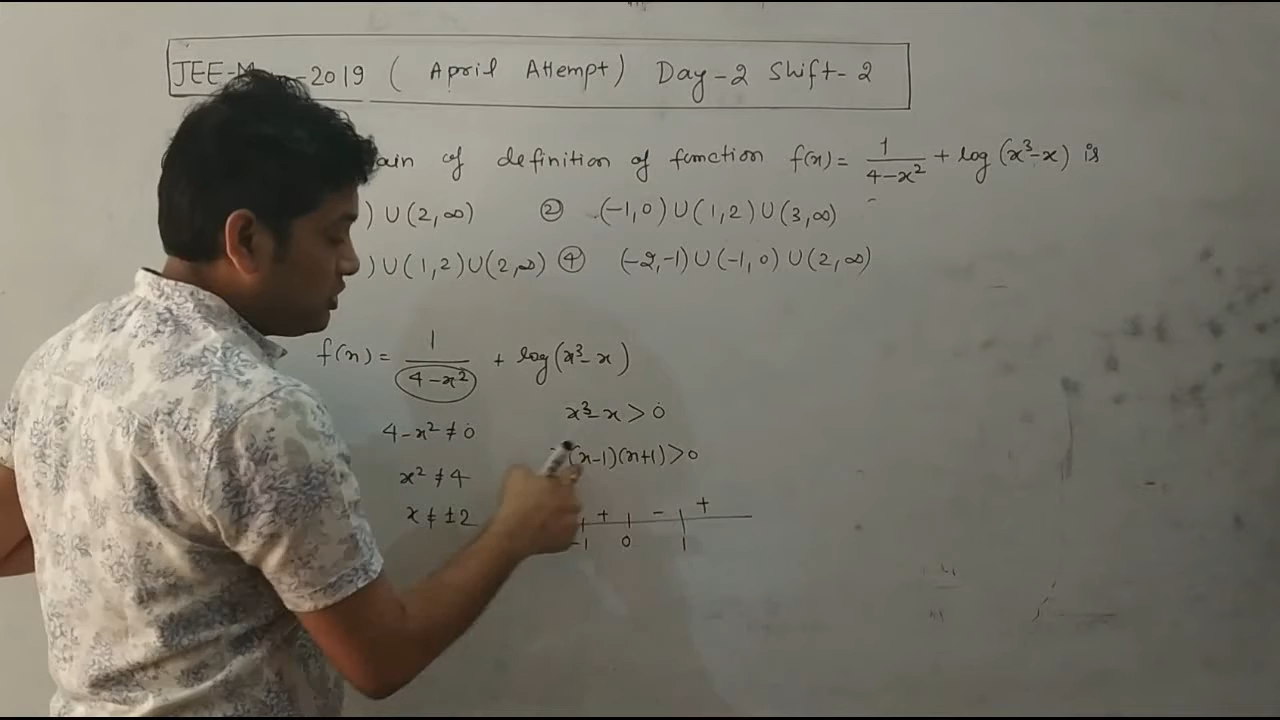 JEE- -2019 ( April Attempt) Day-2 Shift-2
of definition of function f(x)= 1/(4-x²) + log (x³-x) is
) ∪ (2,∞) ② (-1,0) ∪ (1,2) ∪ (3,∞)
) ∪ (1,2) ∪ (2,∞) ④ (-2,-1) ∪ (-1,0) ∪ (2,∞)
f(x) = 1/(4-x²) + log (x³-x)
4-x² ≠ 0
x² ≠ 4
x ≠ ±2
x³-x > 0
(x-1)(x+1) > 0
+ - +
-1 0 1